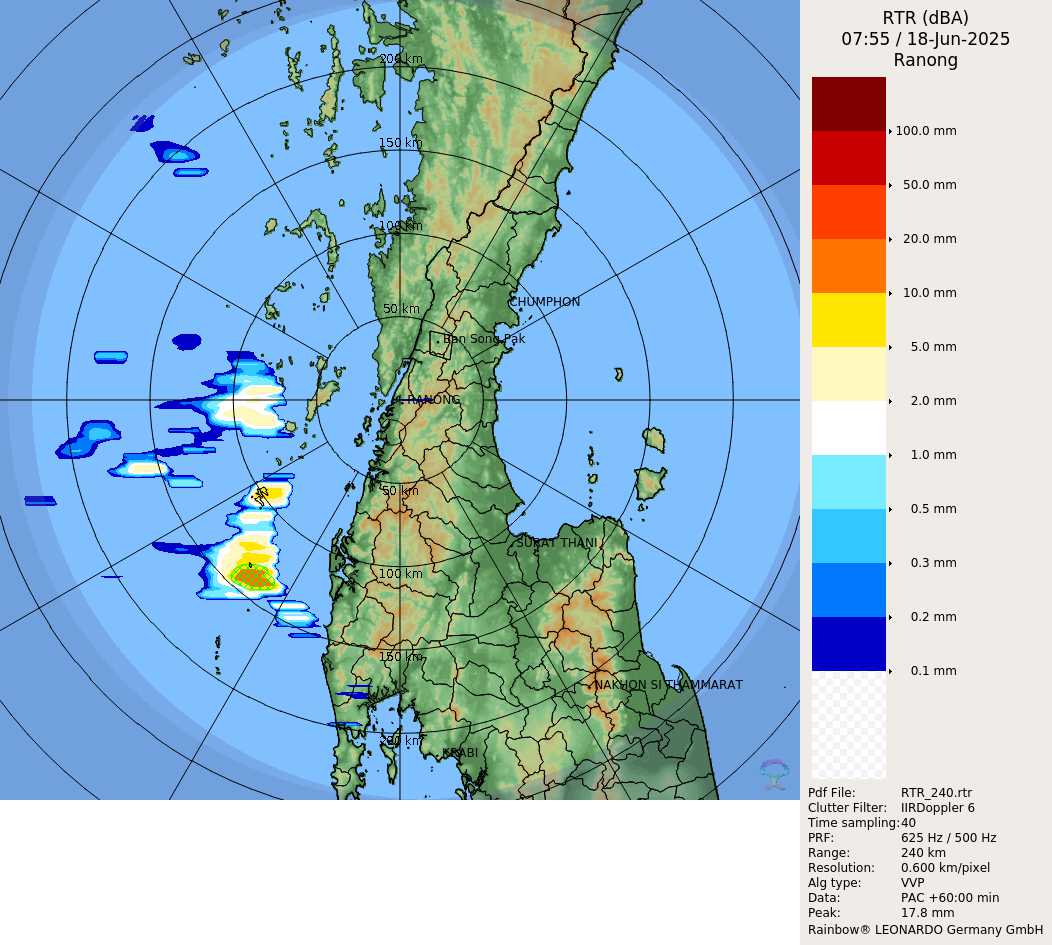 RTR (dBA)
07:55 / 18-Jun-2025
Ranong
100.0 mm
50.0 mm
20.0 mm
10.0 mm
5.0 mm
2.0 mm
1.0 mm
0.5 mm
0.3 mm
0.2 mm
0.1 mm
Pdf File: RTR_240.rtr
Clutter Filter: IIRDoppler 6
Time sampling: 40
PRF: 625 Hz / 500 Hz
Range: 240 km
Resolution: 0.600 km/pixel
Alg type: VVP
Data: PAC +60:00 min
Peak: 17.8 mm
Rainbow® LEONARDO Germany GmbH
200 km
150 km
100 km
CHUMPHON
50 km
Ban Song Pak
RANONG
50 km
SURAT THANI
100 km
150 km
NAKHON SI THAMMARAT
200 km
KRABI